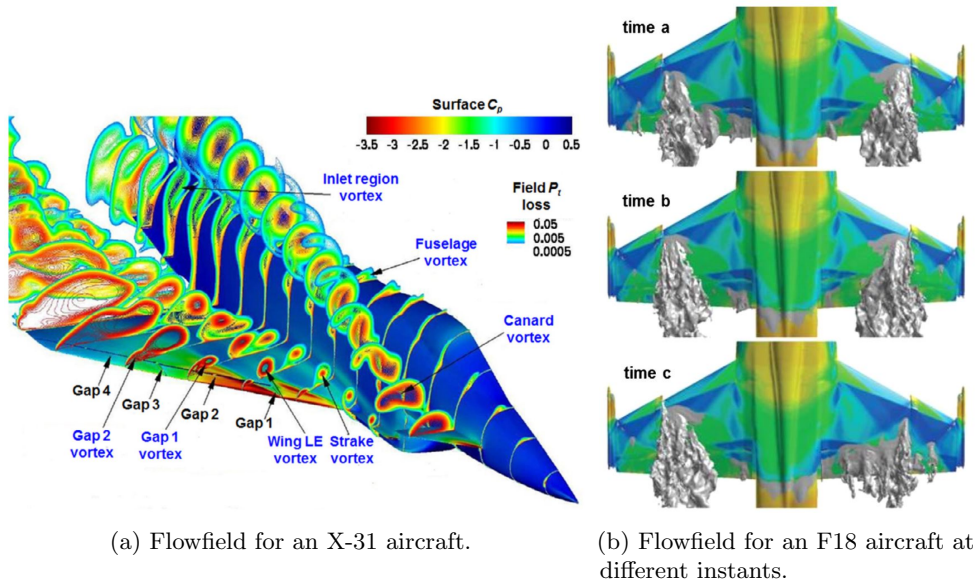 Surface Cp
-3.5 -3 -2.5 -2 -1.5 -1 -0.5 0 0.5
Inlet region
vortex
Field Pt
loss
0.05
0.005
0.0005
Fuselage
vortex
Canard
vortex
Gap 4
Gap 3
Gap 2
Gap 1
Gap 2
vortex
Gap 1
vortex
Wing LE
vortex
Strake
vortex
(a) Flowfield for an X-31 aircraft.
time a
time b
time c
(b) Flowfield for an F18 aircraft at
different instants.